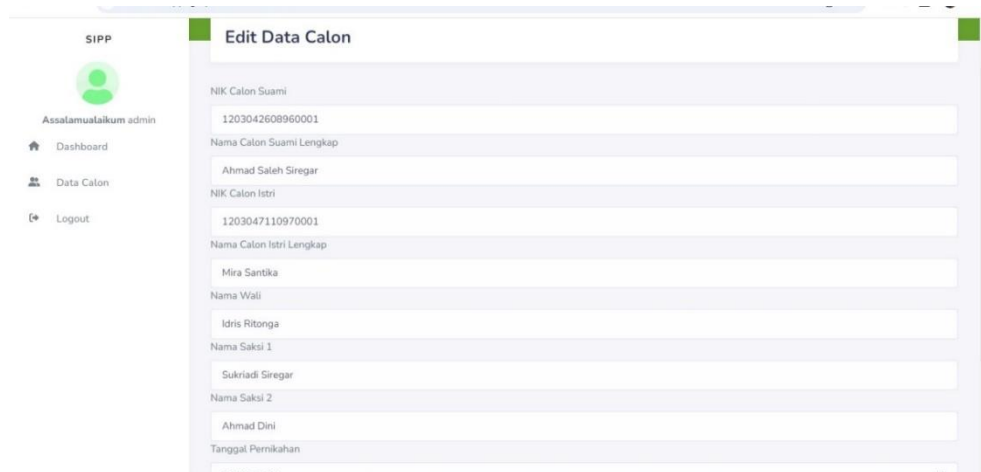 SIPP
Assalamualaikum admin
Dashboard
Data Calon
Logout
Edit Data Calon
NIK Calon Suami
1203042608960001
Nama Calon Suami Lengkap
Ahmad Saleh Siregar
NIK Calon Istri
1203047110970001
Nama Calon Istri Lengkap
Mira Santika
Nama Wali
Idris Ritonga
Nama Saksi 1
Sukriadi Siregar
Nama Saksi 2
Ahmad Dini
Tanggal Pernikahan